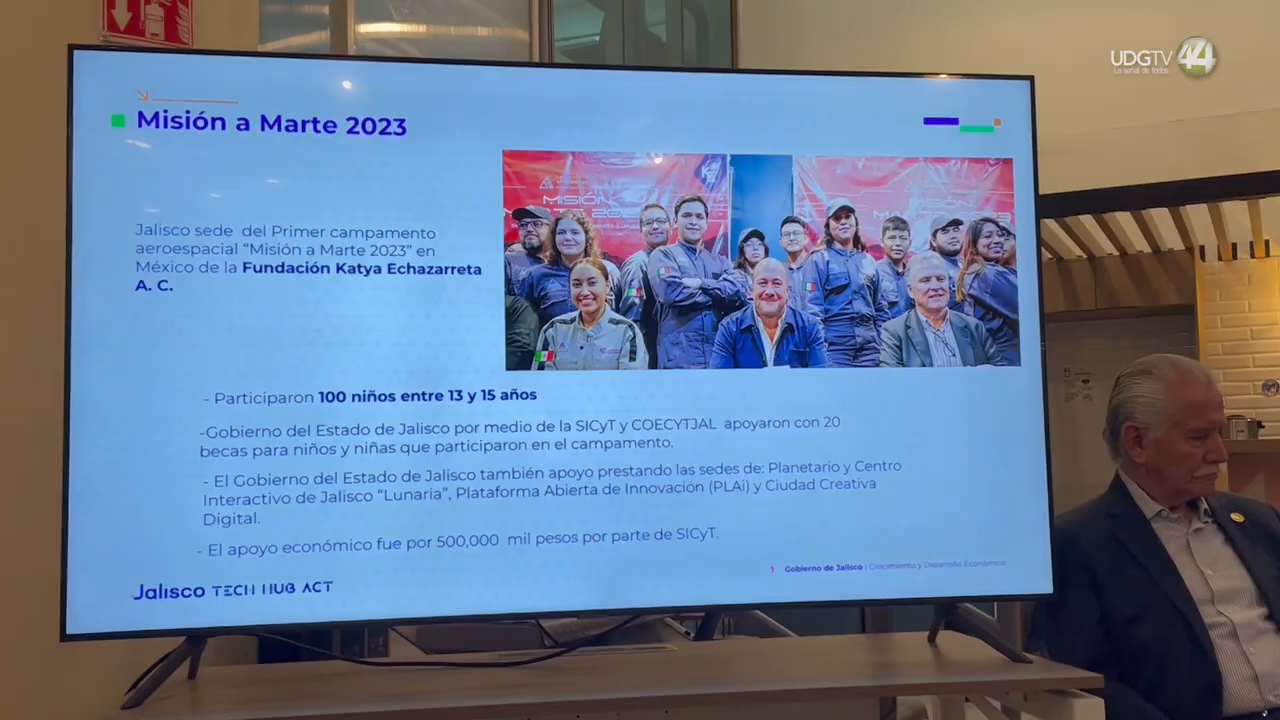 UDGTV 44
La señal de todos
Misión a Marte 2023
Jalisco sede del Primer campamento
aeroespacial “Misión a Marte 2023” en
México de la Fundación Katya Echazarreta
A. C.
MISIÓN
MISIÓN
- Participaron 100 niños entre 13 y 15 años
-Gobierno del Estado de Jalisco por medio de la SICyT y COECYTJAL apoyaron con 20
becas para niños y niñas que participaron en el campamento.
- El Gobierno del Estado de Jalisco también apoyo prestando las sedes de: Planetario y Centro
Interactivo de Jalisco “Lunaria”, Plataforma Abierta de Innovación (PLAi) y Ciudad Creativa
Digital.
- El apoyo económico fue por 500,000 mil pesos por parte de SICyT.
Jalisco TECH HUB ACT
Gobierno de Jalisco | Crecimiento y Desarrollo Económico